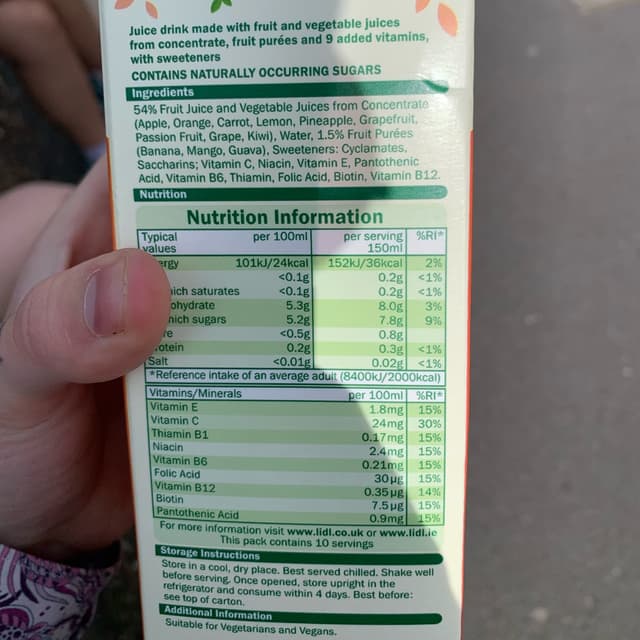 Juice drink made with fruit and vegetable juices
from concentrate, fruit purées and 9 added vitamins,
with sweeteners
CONTAINS NATURALLY OCCURRING SUGARS
Ingredients
54% Fruit Juice and Vegetable Juices from Concentrate
(Apple, Orange, Carrot, Lemon, Pineapple, Grapefruit,
Passion Fruit, Grape, Kiwi), Water, 1.5% Fruit Purées
(Banana, Mango, Guava), Sweeteners: Cyclamates,
Saccharins; Vitamin C, Niacin, Vitamin E, Pantothenic
Acid, Vitamin B6, Thiamin, Folic Acid, Biotin, Vitamin B12.
Nutrition
Nutrition Information
Typical values per 100ml per serving 150ml %RI*
101kJ/24kcal 152kJ/36kcal 2%
<0.1g 0.2g <1%
saturates <0.1g 0.2g <1%
5.3g 8.0g 3%
sugars 5.2g 7.8g 9%
<0.5g 0.8g
0.2g 0.3g <1%
Salt <0.01g 0.02g <1%
*Reference intake of an average adult (8400kJ/2000kcal)
Vitamins/Minerals per 100ml %RI*
Vitamin E 1.8mg 15%
Vitamin C 24mg 30%
Thiamin B1 0.17mg 15%
Niacin 2.4mg 15%
Vitamin B6 0.21mg 15%
Folic Acid 30µg 15%
Vitamin B12 0.35µg 14%
Biotin 7.5µg 15%
Pantothenic Acid 0.9mg 15%
For more information visit www.lidl.co.uk or www.lidl.ie
This pack contains 10 servings
Storage Instructions
Store in a cool, dry place. Best served chilled. Shake well
before serving. Once opened, store upright in the
refrigerator and consume within 4 days. Best before:
see top of carton.
Additional Information
Suitable for Vegetarians and Vegans.